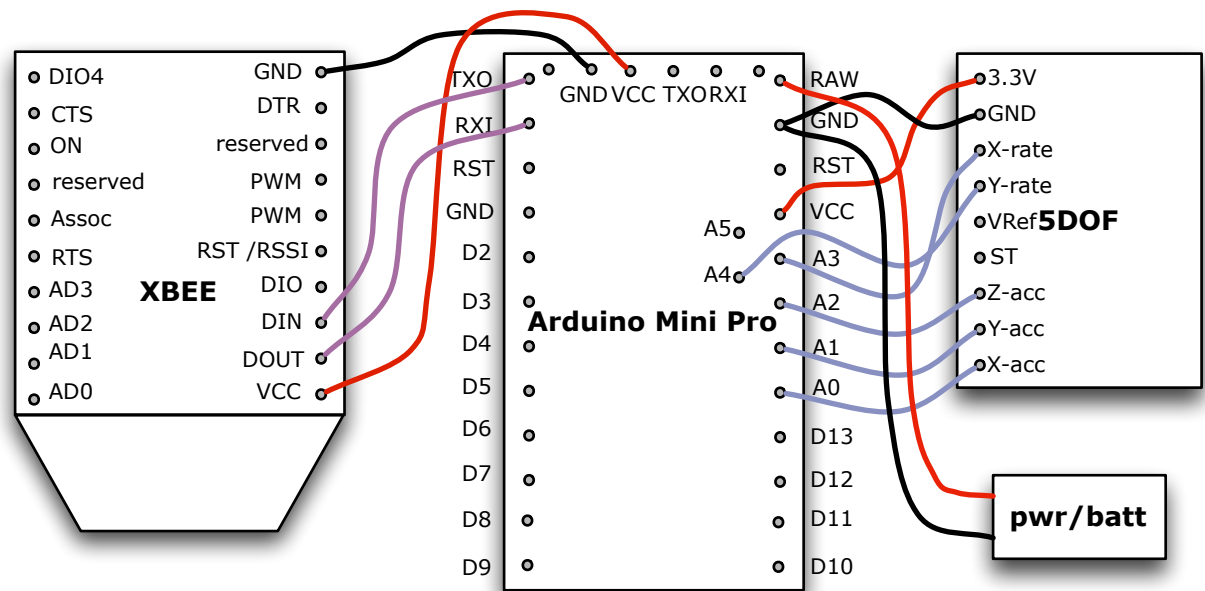 DIO4
CTS
ON
reserved
Assoc
RTS
AD3
AD2
AD1
AD0
XBEE
GND
DTR
reserved
PWM
PWM
RST /RSSI
DIO
DIN
DOUT
VCC
TXO
RXI
RST
GND
D2
D3
D4
D5
D6
D7
D8
D9
GND VCC TXO RXI
A5
A4
Arduino Mini Pro
RAW
GND
RST
VCC
A3
A2
A1
A0
D13
D12
D11
D10
3.3V
GND
X-rate
Y-rate
VRef
ST
Z-acc
Y-acc
X-acc
5DOF
pwr/batt